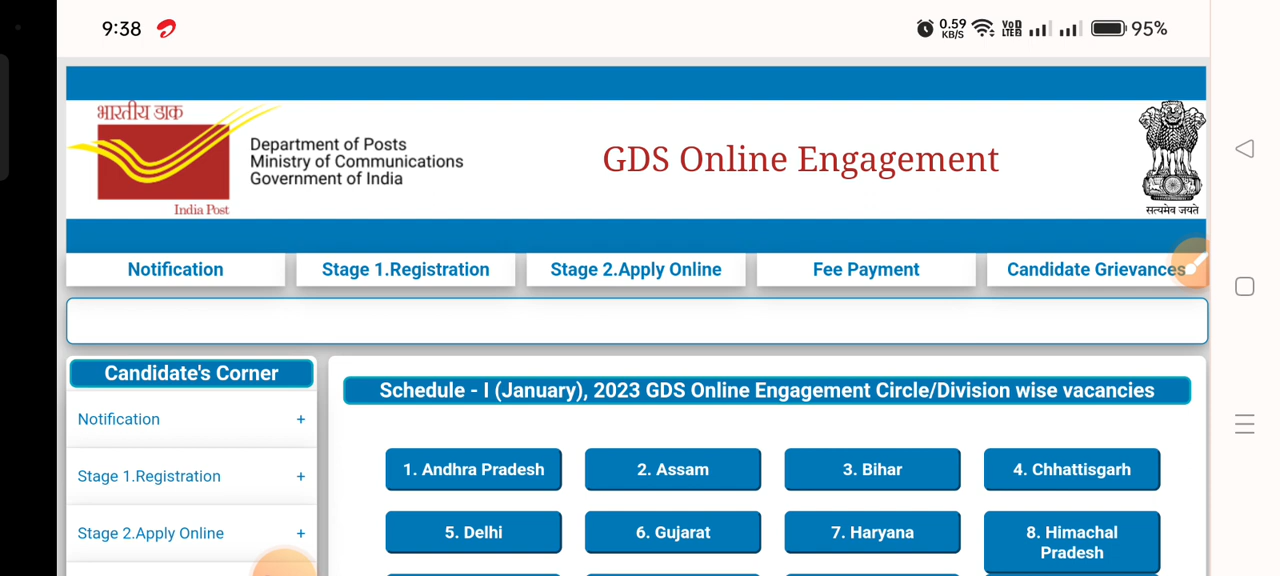 9:38
0.59 KB/S
VoD LTE2
95%
भारतीय डाक
India Post
Department of Posts
Ministry of Communications
Government of India
GDS Online Engagement
सत्यमेव जयते
Notification
Stage 1.Registration
Stage 2.Apply Online
Fee Payment
Candidate Grievances
Candidate's Corner
Notification +
Stage 1.Registration +
Stage 2.Apply Online +
Schedule - I (January), 2023 GDS Online Engagement Circle/Division wise vacancies
1. Andhra Pradesh
2. Assam
3. Bihar
4. Chhattisgarh
5. Delhi
6. Gujarat
7. Haryana
8. Himachal
Pradesh